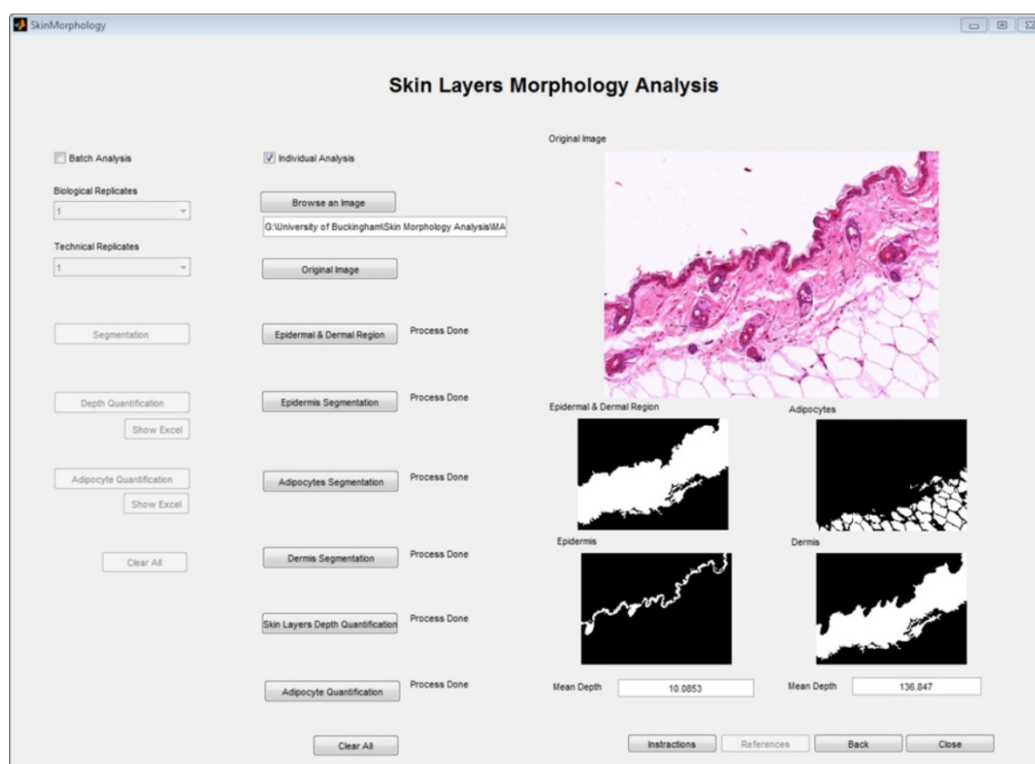 SkinMorphology
Skin Layers Morphology Analysis
Batch Analysis
Biological Replicates
1
Technical Replicates
1
Segmentation
Depth Quantification
Show Excel
Adipocyte Quantification
Show Excel
Clear All
Individual Analysis
Browse an Image
G:\University of Buckingham\Skin Morphology Analysis\MA
Original Image
Epidermal & Dermal Region Process Done
Epidermis Segmentation Process Done
Adipocytes Segmentation Process Done
Dermis Segmentation Process Done
Skin Layers Depth Quantification Process Done
Adipocyte Quantification Process Done
Clear All
Original Image
Epidermal & Dermal Region
Adipocytes
Epidermis
Dermis
Mean Depth 10.0853
Mean Depth 136.847
Instractions
References
Back
Close